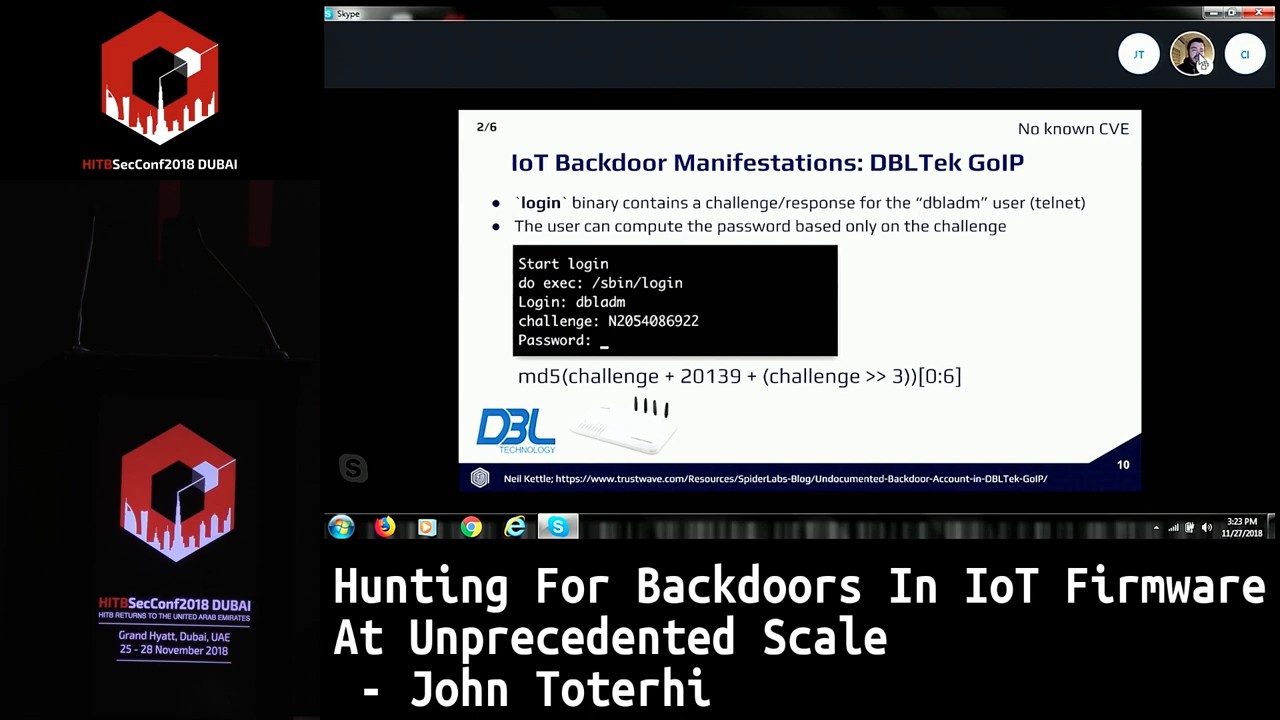 HITBSecConf2018 DUBAI
Skype
JT
CI
2/6
No known CVE
IoT Backdoor Manifestations: DBLTek GoIP
● `login` binary contains a challenge/response for the “dbladm” user (telnet)
● The user can compute the password based only on the challenge
Start login
do exec: /sbin/login
Login: dbladm
challenge: N2054086922
Password: _
md5(challenge + 20139 + (challenge >> 3))[0:6]
DBL
TECHNOLOGY
10
Neil Kettle; https://www.trustwave.com/Resources/SpiderLabs-Blog/Undocumented-Backdoor-Account-in-DBLTek-GoIP/
3:23 PM
11/27/2018
HITBSecConf2018 DUBAI
HITB RETURNS TO THE UNITED ARAB EMIRATES
Grand Hyatt, Dubai, UAE
25 - 28 November 2018
Hunting For Backdoors In IoT Firmware
At Unprecedented Scale
- John Toterhi